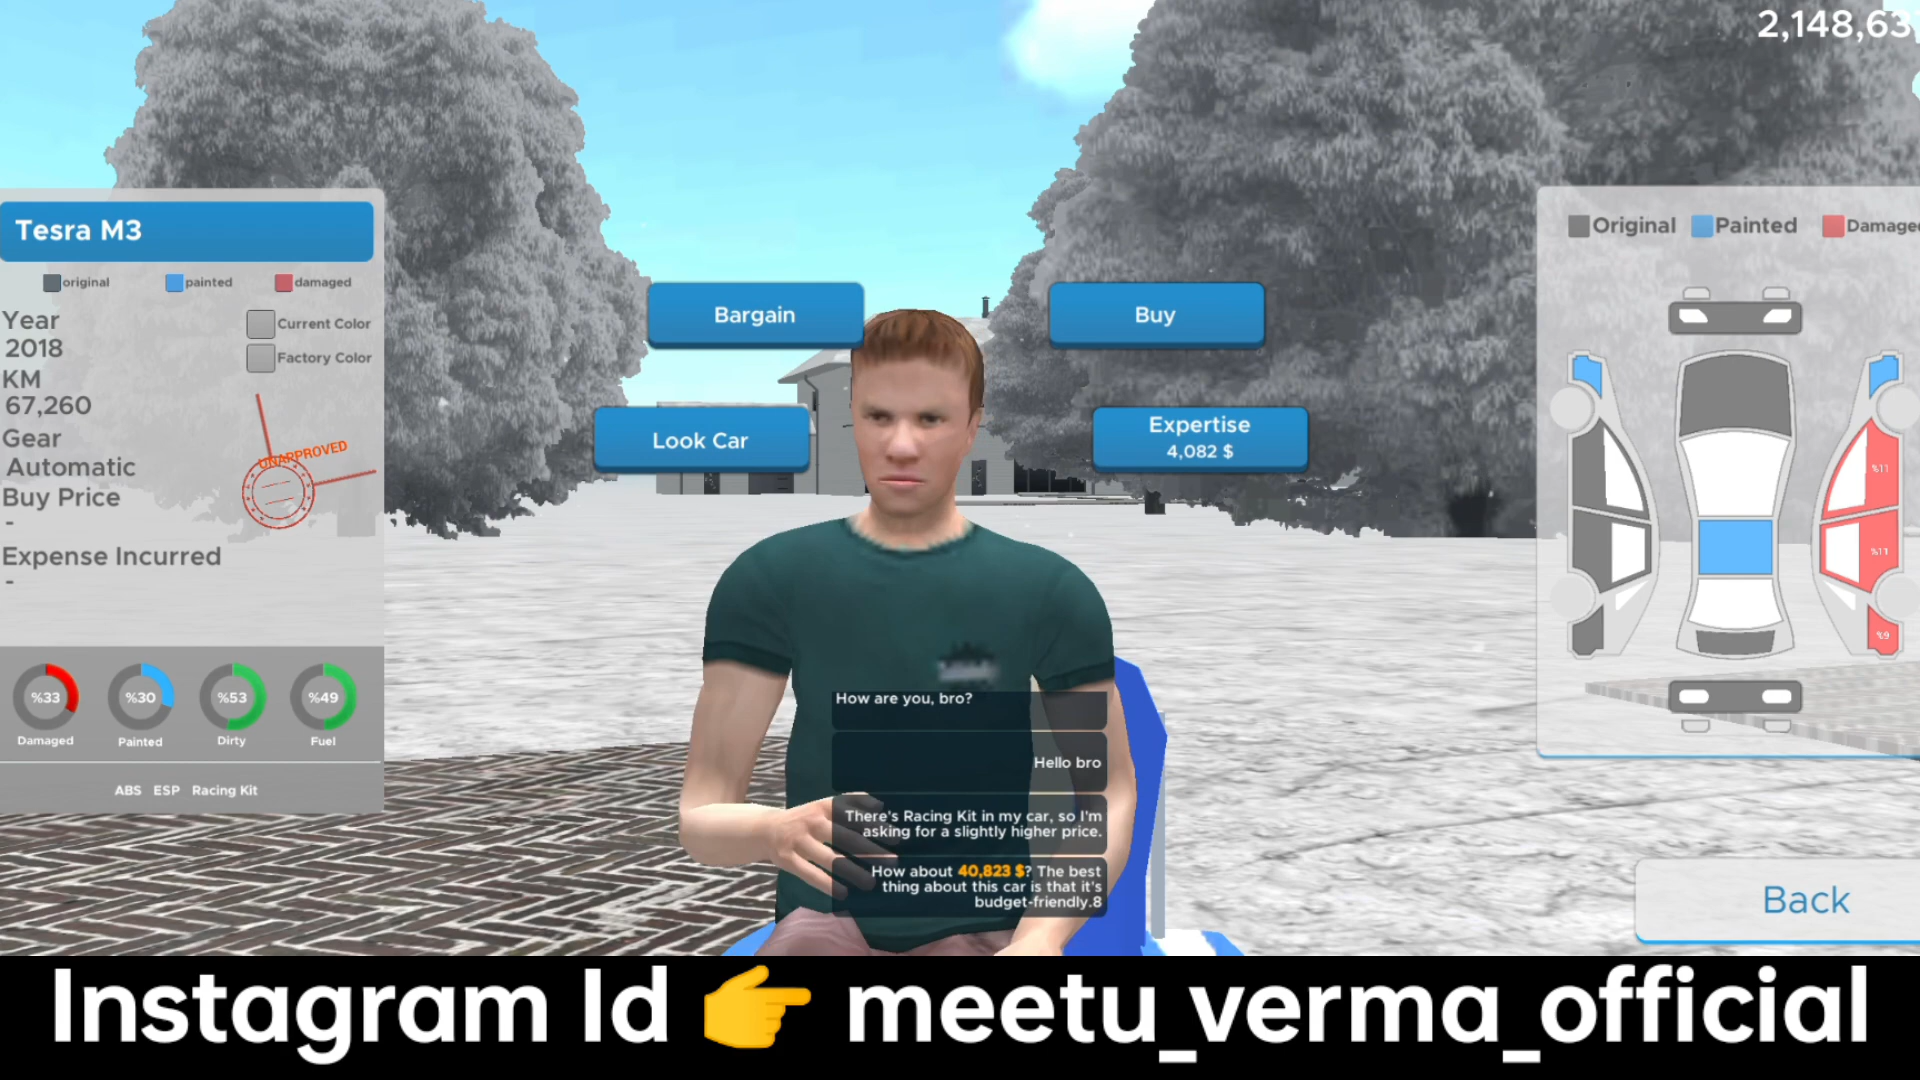 2,148,63
Tesra M3
original painted damaged
Year
2018
Current Color
KM
67,260
Factory Color
Gear
Automatic
UNAPPROVED
Buy Price
-
Expense Incurred
-
%33 %30 %53 %49
Damaged Painted Dirty Fuel
ABS ESP Racing Kit
Bargain
Buy
Look Car
Expertise
4,082 $
How are you, bro?
Hello bro
There's Racing Kit in my car, so I'm
asking for a slightly higher price.
How about 40,823 $? The best
thing about this car is that it's
budget-friendly.8
Original Painted Damaged
%11
%11
%9
Back
Instagram Id 👉 meetu_verma_official